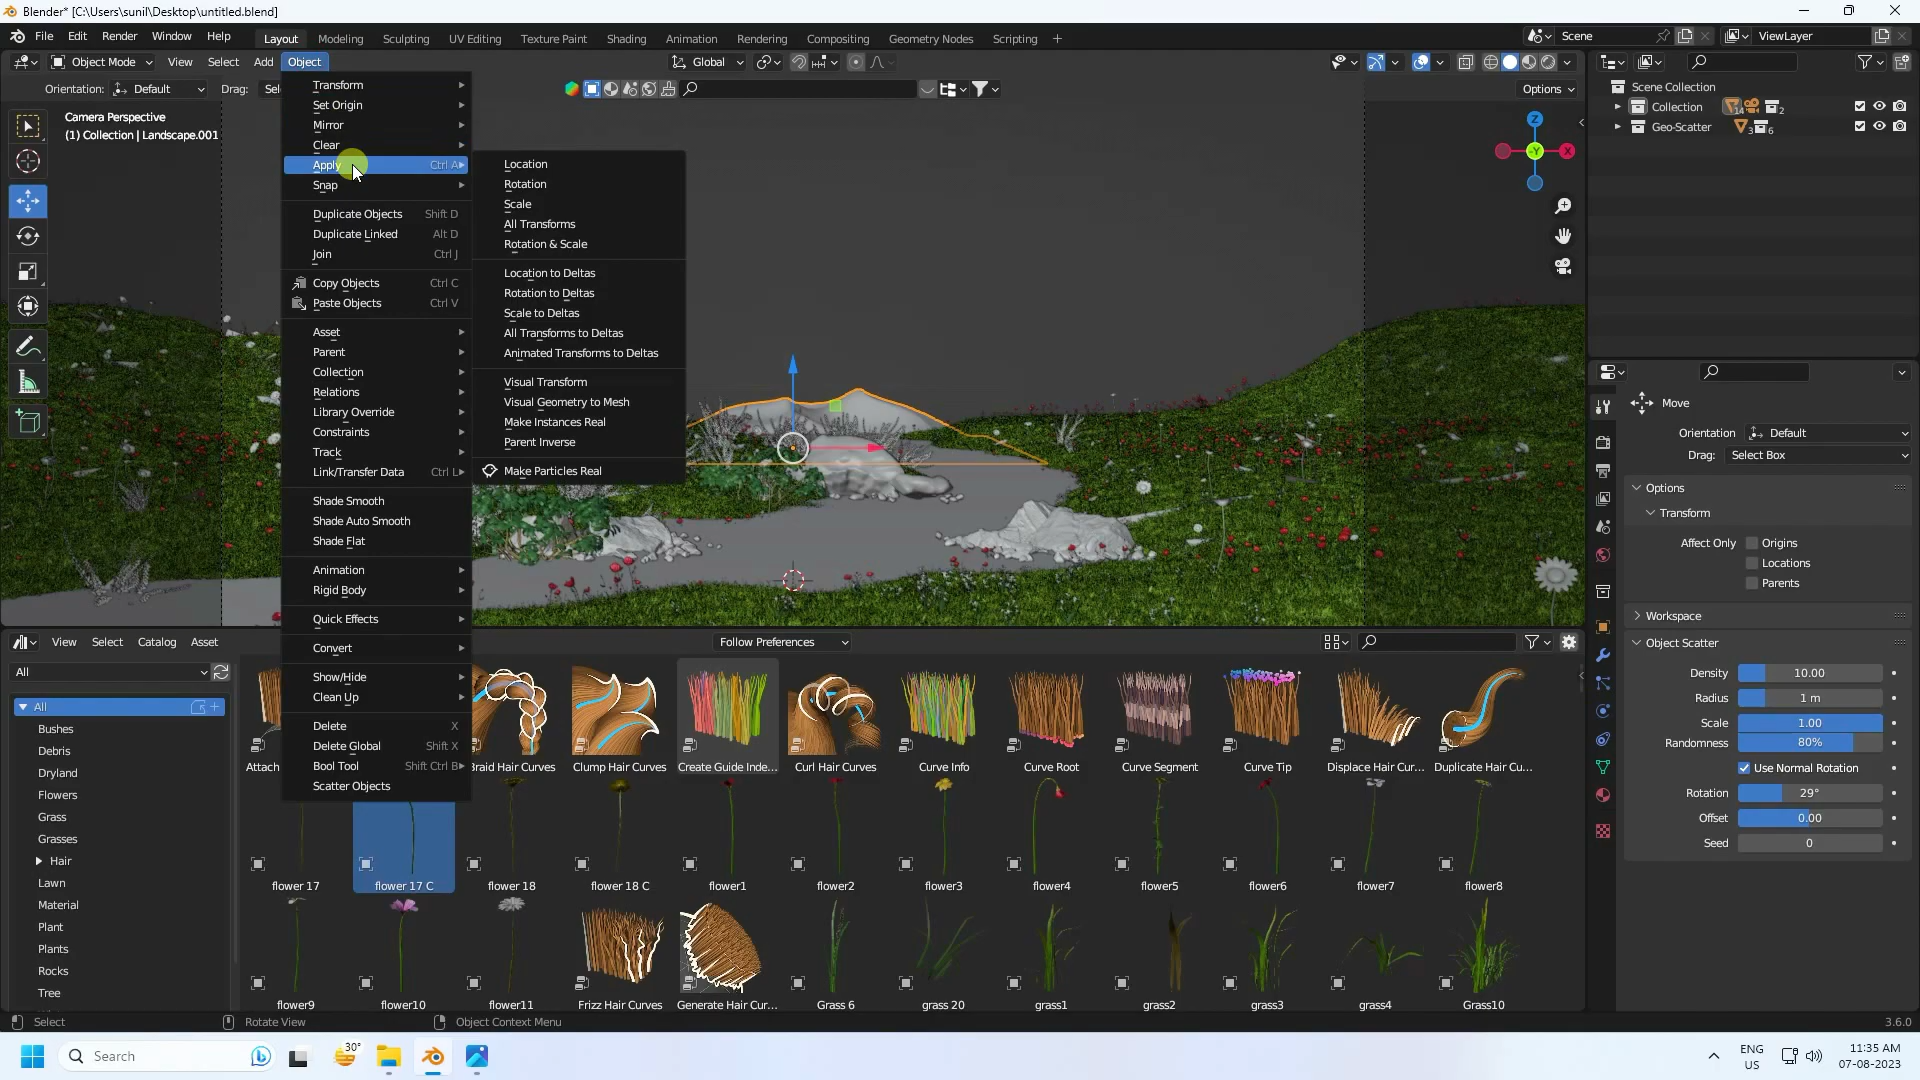 Blender* [C:\Users\sunil\Desktop\untitled.blend]
File Edit Render Window Help Layout Modeling Sculpting UV Editing Texture Paint Shading Animation Rendering Compositing Geometry Nodes Scripting + Scene ViewLayer
Object Mode View Select Add Object Global
Orientation: Default Drag: Sel Options
Camera Perspective
(1) Collection | Landscape.001
Transform
Set Origin
Mirror
Clear
Apply Ctrl A
Snap
Duplicate Objects Shift D
Duplicate Linked Alt D
Join Ctrl J
Copy Objects Ctrl C
Paste Objects Ctrl V
Asset
Parent
Collection
Relations
Library Override
Constraints
Track
Link/Transfer Data Ctrl L
Shade Smooth
Shade Auto Smooth
Shade Flat
Animation
Rigid Body
Quick Effects
Convert
Show/Hide
Clean Up
Delete X
Delete Global Shift X
Bool Tool Shift Ctrl B
Scatter Objects
Location
Rotation
Scale
All Transforms
Rotation & Scale
Location to Deltas
Rotation to Deltas
Scale to Deltas
All Transforms to Deltas
Animated Transforms to Deltas
Visual Transform
Visual Geometry to Mesh
Make Instances Real
Parent Inverse
Make Particles Real
Z
-Y X
Scene Collection
Collection 14 2
Geo-Scatter 3 6
Move
Orientation Default
Drag: Select Box
Options
Transform
Affect Only Origins
Locations
Parents
Workspace
Object Scatter
Density 10.00
Radius 1 m
Scale 1.00
Randomness 80%
Use Normal Rotation
Rotation 29°
Offset 0.00
Seed 0
View Select Catalog Asset Follow Preferences
All
All
Bushes
Debris
Dryland
Flowers
Grass
Grasses
Hair
Lawn
Material
Plant
Plants
Rocks
Tree
Attach Braid Hair Curves Clump Hair Curves Create Guide Inde... Curl Hair Curves Curve Info Curve Root Curve Segment Curve Tip Displace Hair Cur... Duplicate Hair Cu...
flower 17 flower 17 C flower 18 flower 18 C flower1 flower2 flower3 flower4 flower5 flower6 flower7 flower8
flower9 flower10 flower11 Frizz Hair Curves Generate Hair Cur... Grass 6 grass 20 grass1 grass2 grass3 grass4 Grass10
Select Rotate View Object Context Menu 3.6.0
Search 30° ENG
US
11:35 AM
07-08-2023